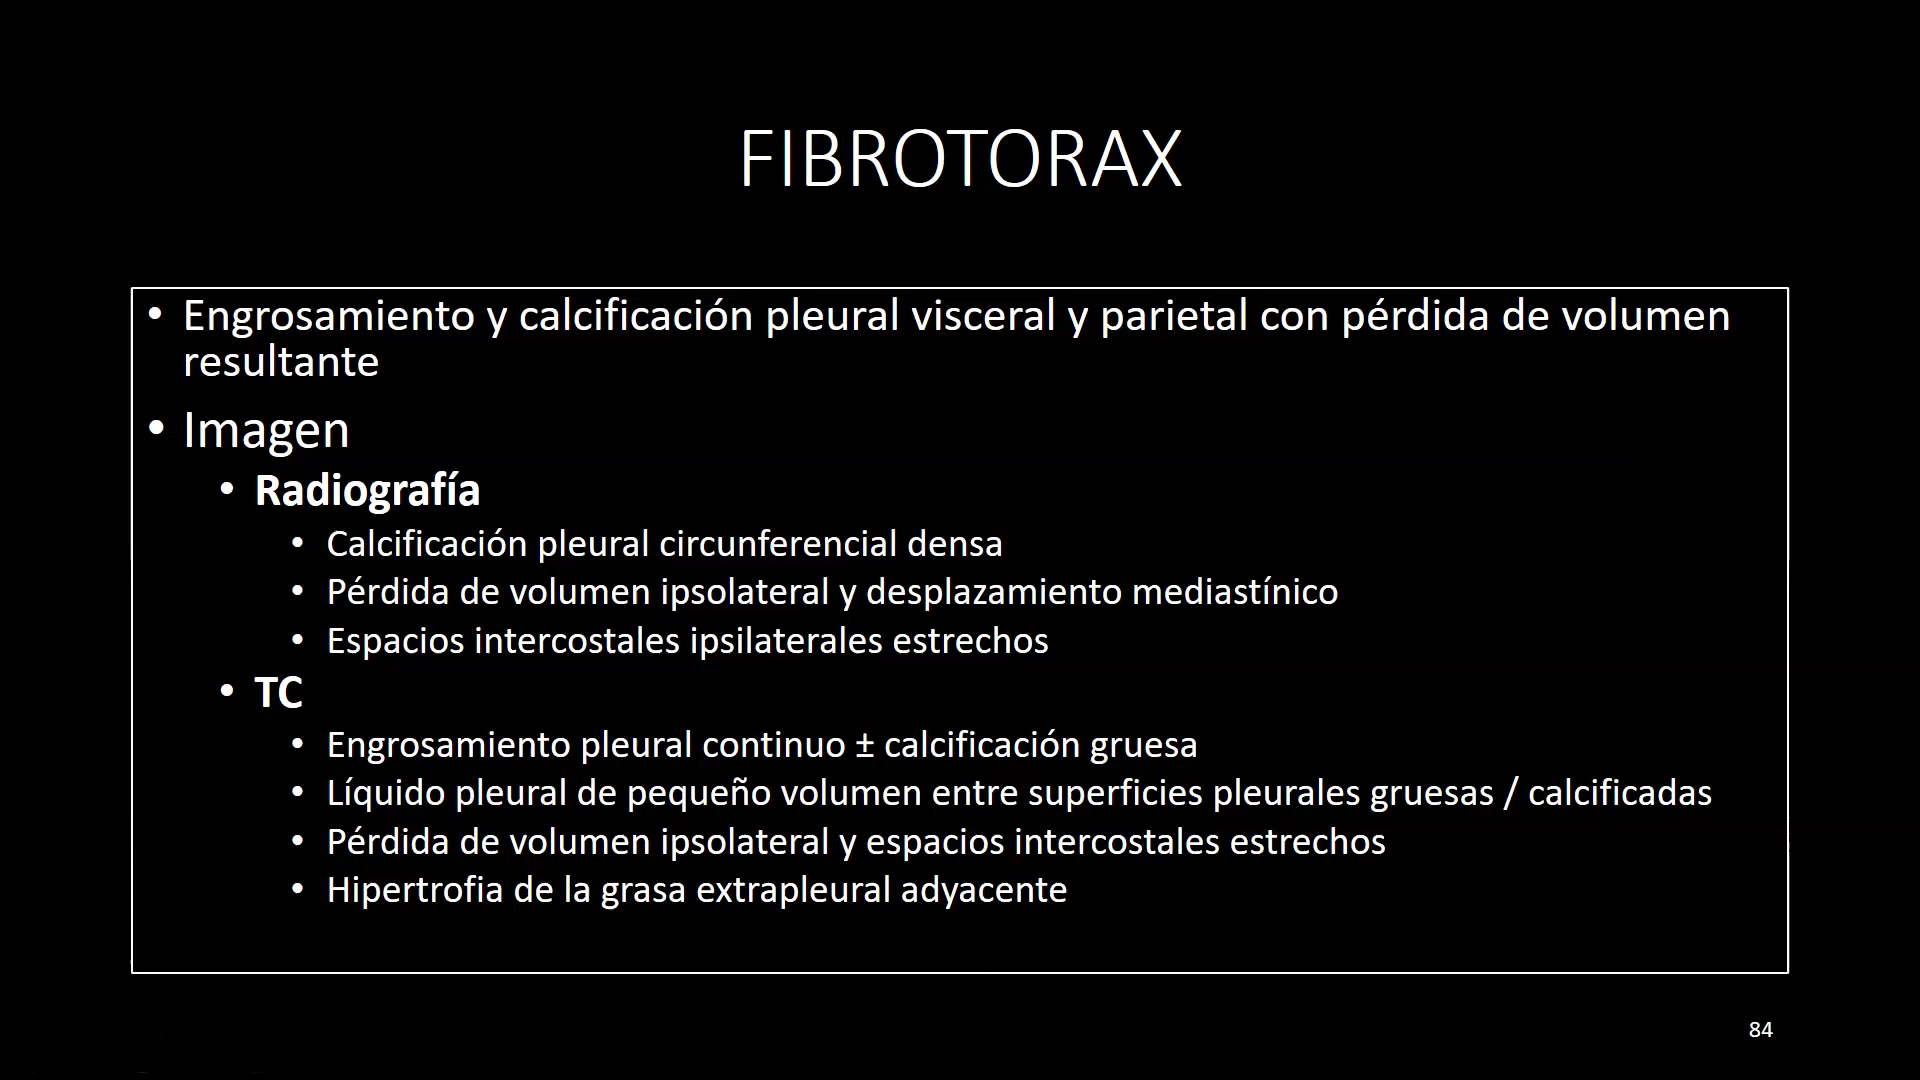 FIBROTORAX
• Engrosamiento y calcificación pleural visceral y parietal con pérdida de volumen
resultante
• Imagen
• Radiografía
• Calcificación pleural circunferencial densa
• Pérdida de volumen ipsolateral y desplazamiento mediastínico
• Espacios intercostales ipsilaterales estrechos
• TC
• Engrosamiento pleural continuo ± calcificación gruesa
• Líquido pleural de pequeño volumen entre superficies pleurales gruesas / calcificadas
• Pérdida de volumen ipsolateral y espacios intercostales estrechos
• Hipertrofia de la grasa extrapleural adyacente
84